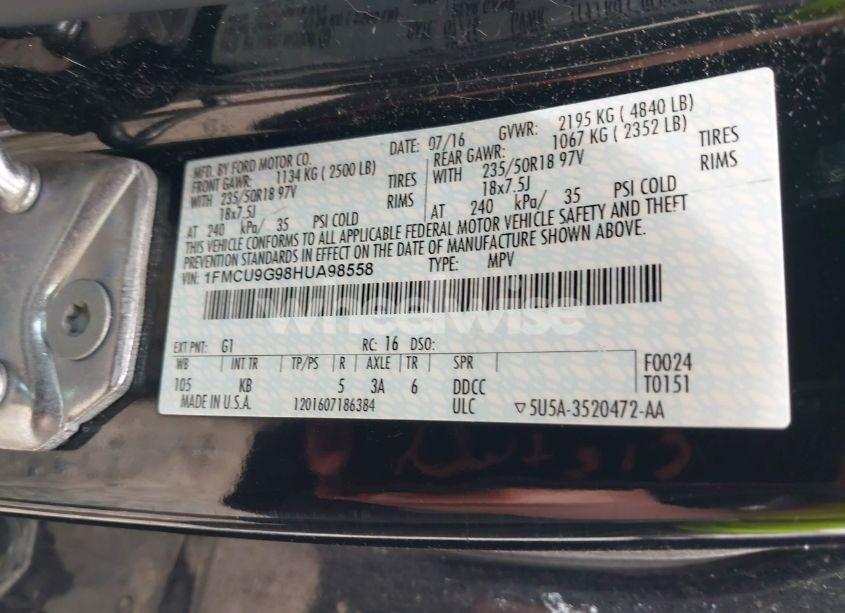 MFD. BY FORD MOTOR CO.
DATE: 07/16 GVWR: 2195 KG ( 4840 LB)
FRONT GAWR: 1134 KG ( 2500 LB) REAR GAWR: 1067 KG ( 2352 LB)
WITH 235/50R18 97V TIRES WITH 235/50R18 97V TIRES
18x7.5J RIMS 18x7.5J RIMS
AT 240 kPa/ 35 PSI COLD AT 240 kPa/ 35 PSI COLD
THIS VEHICLE CONFORMS TO ALL APPLICABLE FEDERAL MOTOR VEHICLE SAFETY AND THEFT
PREVENTION STANDARDS IN EFFECT ON THE DATE OF MANUFACTURE SHOWN ABOVE.
VIN: 1FMCU9G98HUA98558 TYPE: MPV
wheelwise
EXT PNT: G1 RC: 16 DSO:
WB INT TR TP/PS R AXLE TR SPR F0024
105 KB 5 3A 6 DDCC T0151
MADE IN U.S.A. 1201607186384 ULC ▽5U5A-3520472-AA